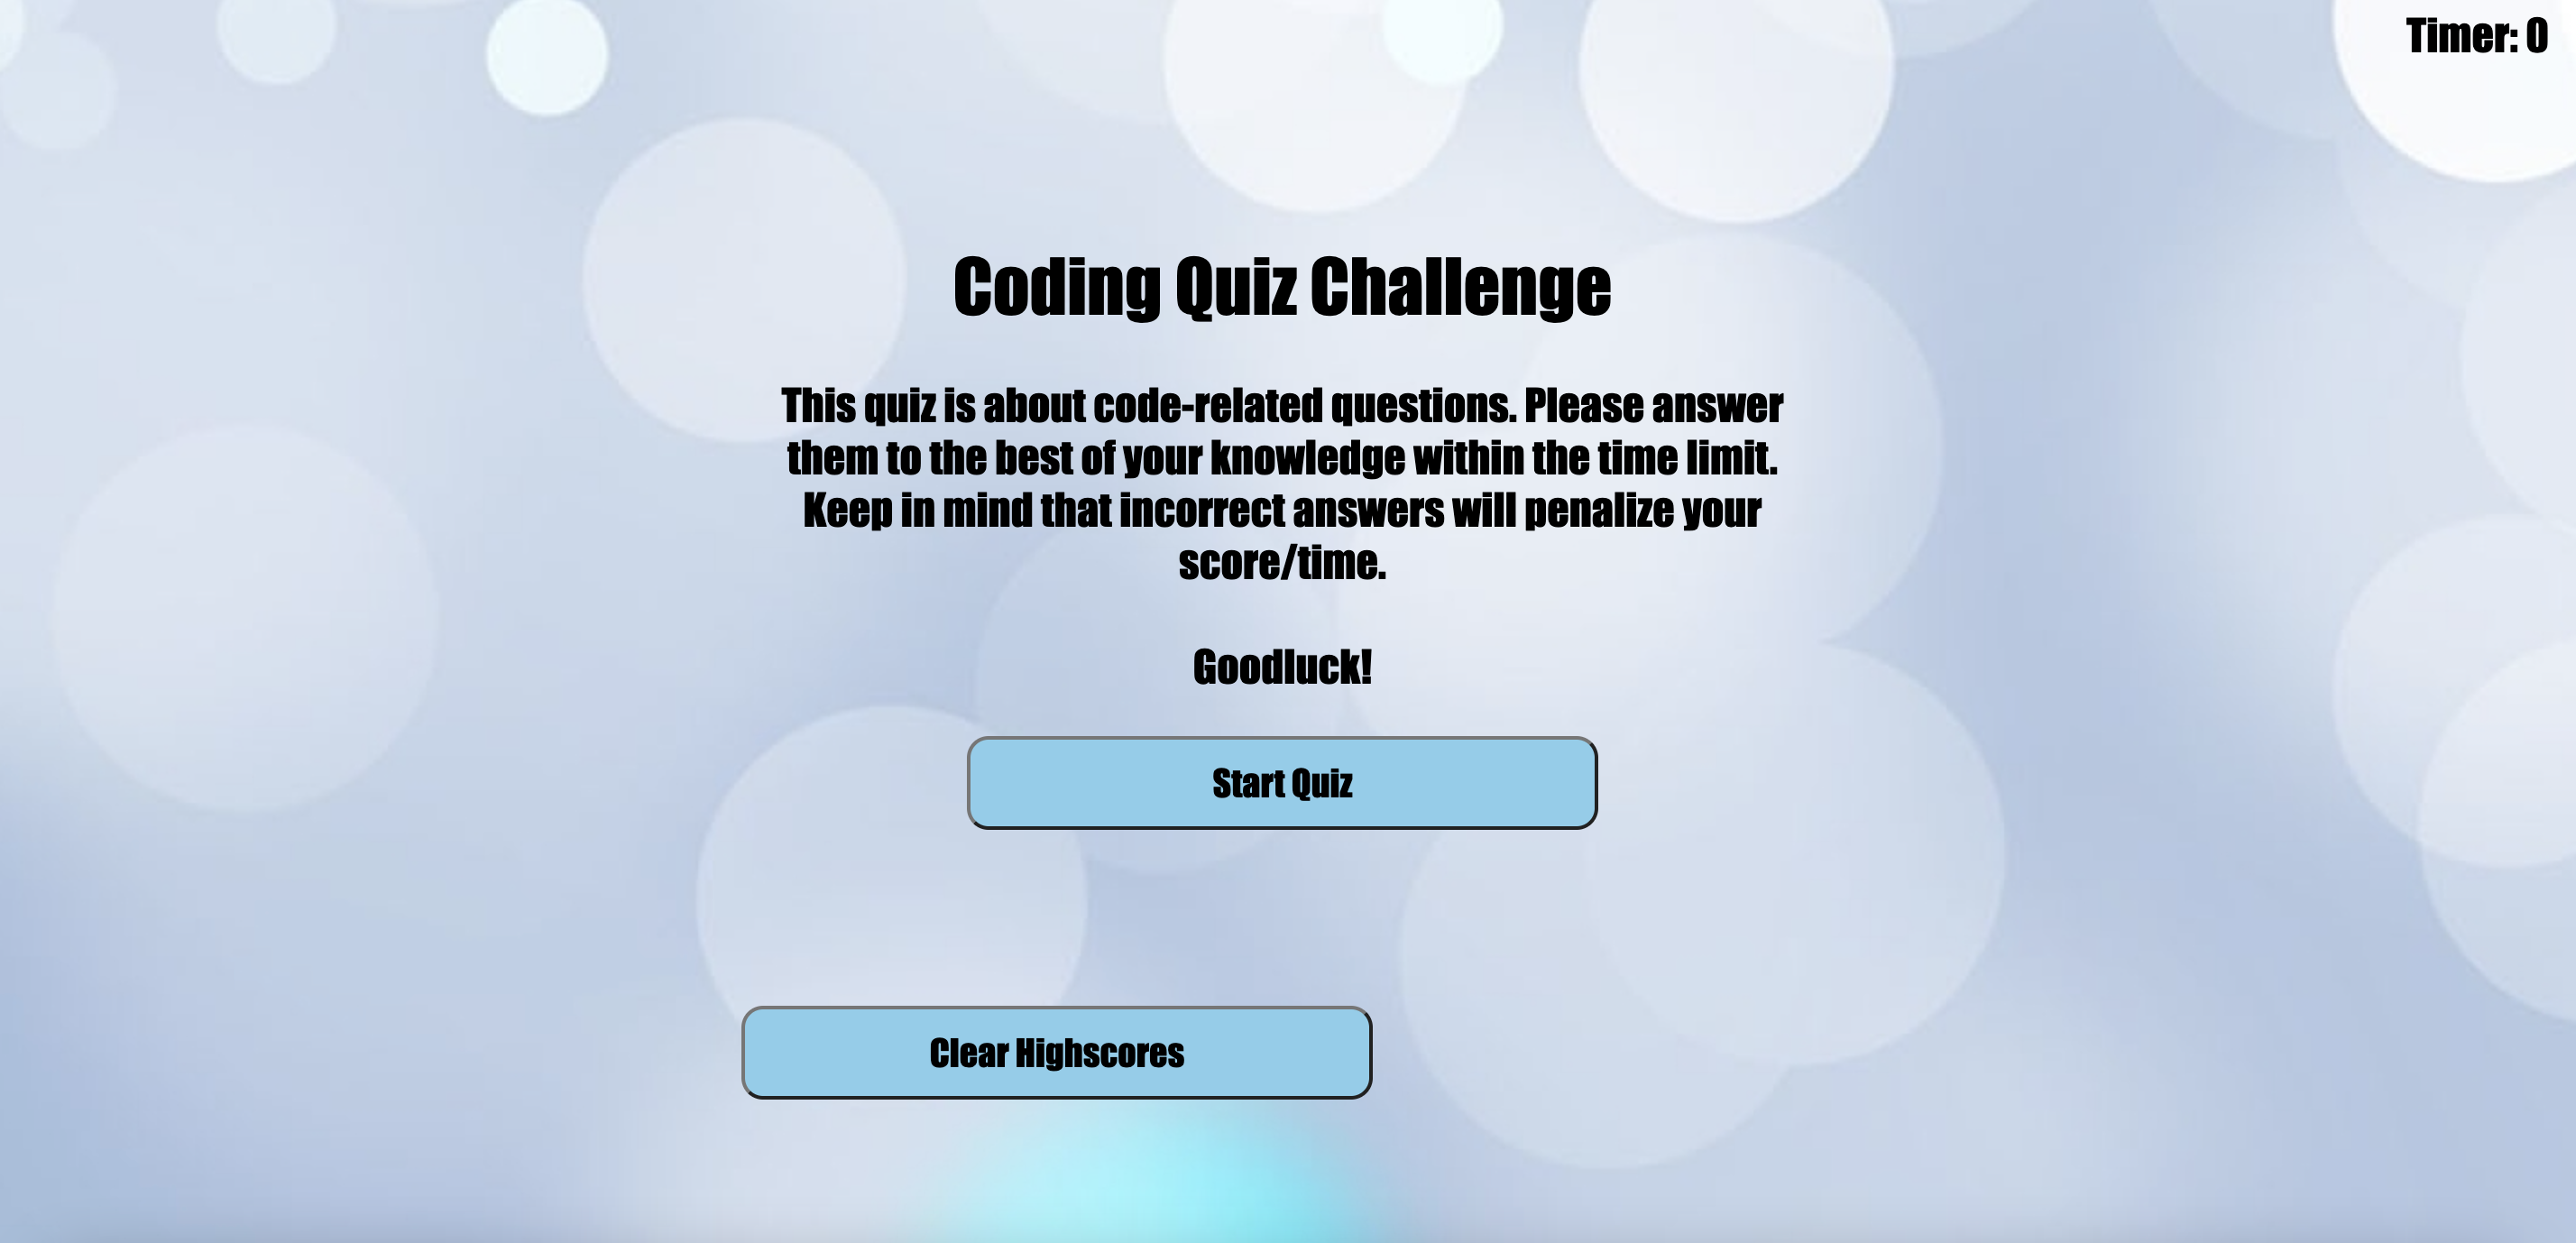 Timer: 0
Coding Quiz Challenge
This quiz is about code-related questions. Please answer
them to the best of your knowledge within the time limit.
Keep in mind that incorrect answers will penalize your
score/time.
Goodluck!
Start Quiz
Clear Highscores